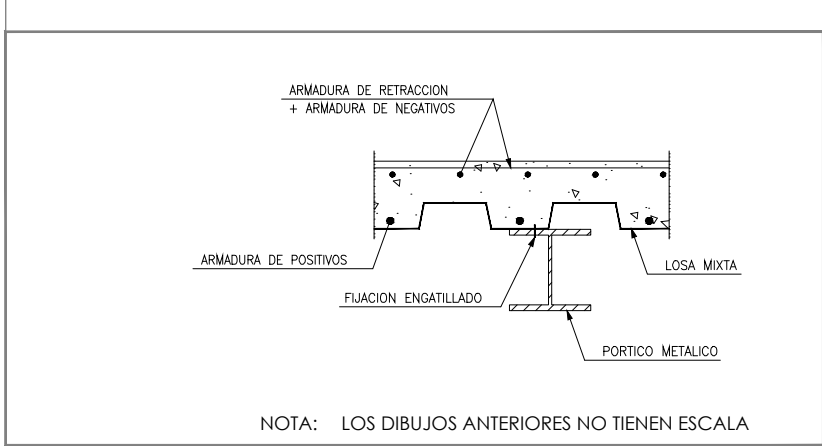 ARMADURA DE RETRACCION
+ ARMADURA DE NEGATIVOS
ARMADURA DE POSITIVOS
LOSA MIXTA
FIJACION ENGATILLADO
PORTICO METALICO
NOTA: LOS DIBUJOS ANTERIORES NO TIENEN ESCALA